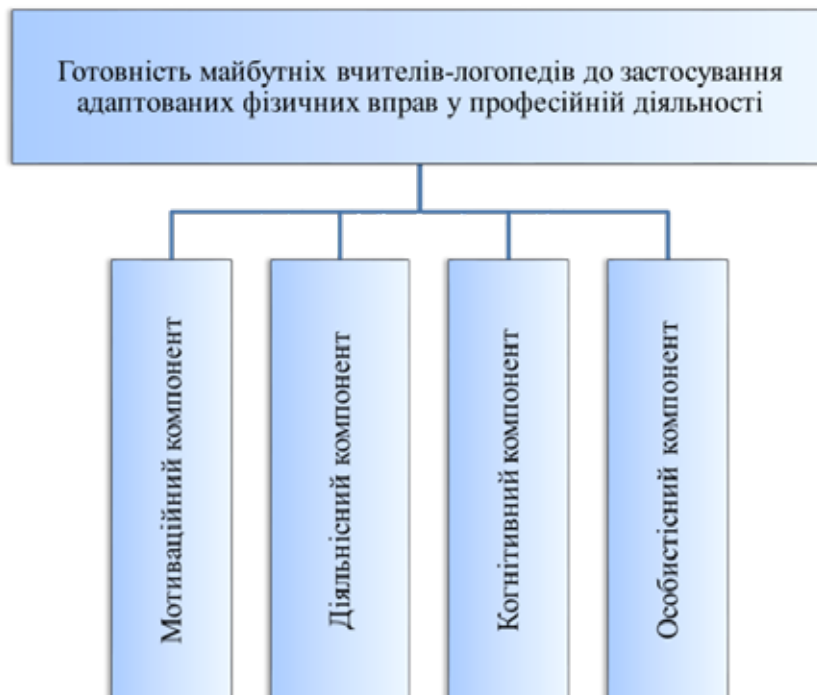 Готовність майбутніх вчителів-логопедів до застосування
адаптованих фізичних вправ у професійній діяльності
Мотиваційний компонент
Діяльнісний компонент
Когнітивний компонент
Особистісний компонент